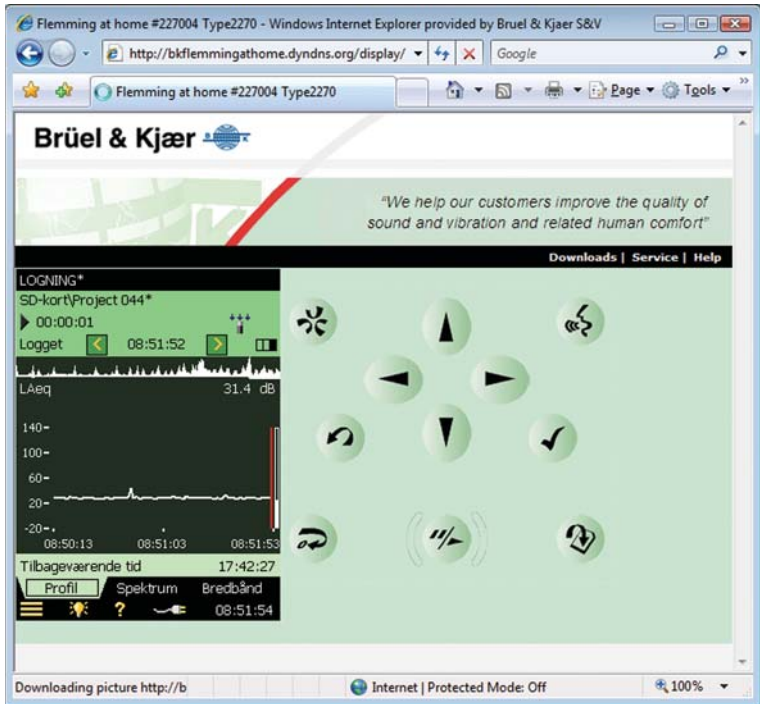 Flemming at home #227004 Type2270 - Windows Internet Explorer provided by Bruel & Kjaer S&V
http://bkflemmingathome.dyndns.org/display/
Google
Flemming at home #227004 Type2270
Page
Tools
Brüel & Kjær
"We help our customers improve the quality of
sound and vibration and related human comfort"
Downloads | Service | Help
LOGNING*
SD-kort\Project 044*
00:00:01
Logget 08:51:52
LAeq 31.4 dB
140-
100-
60-
20-
-20-
08:50:13 08:51:03 08:51:53
Tilbageværende tid 17:42:27
Profil Spektrum Bredbånd
? 08:51:54
Downloading picture http://b
Internet | Protected Mode: Off
100%